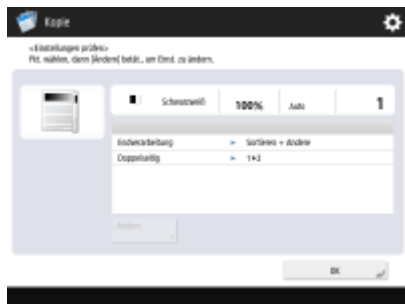 Kopie
<Einstellungen prüfen>
Pkt. wählen, dann [Ändern] betät., um Einst. zu ändern.
Schwarzweiß 100% Auto 1
Endverarbeitung ► Sortieren + Andere
Doppelseitig ► 1►2
Ändern
OK